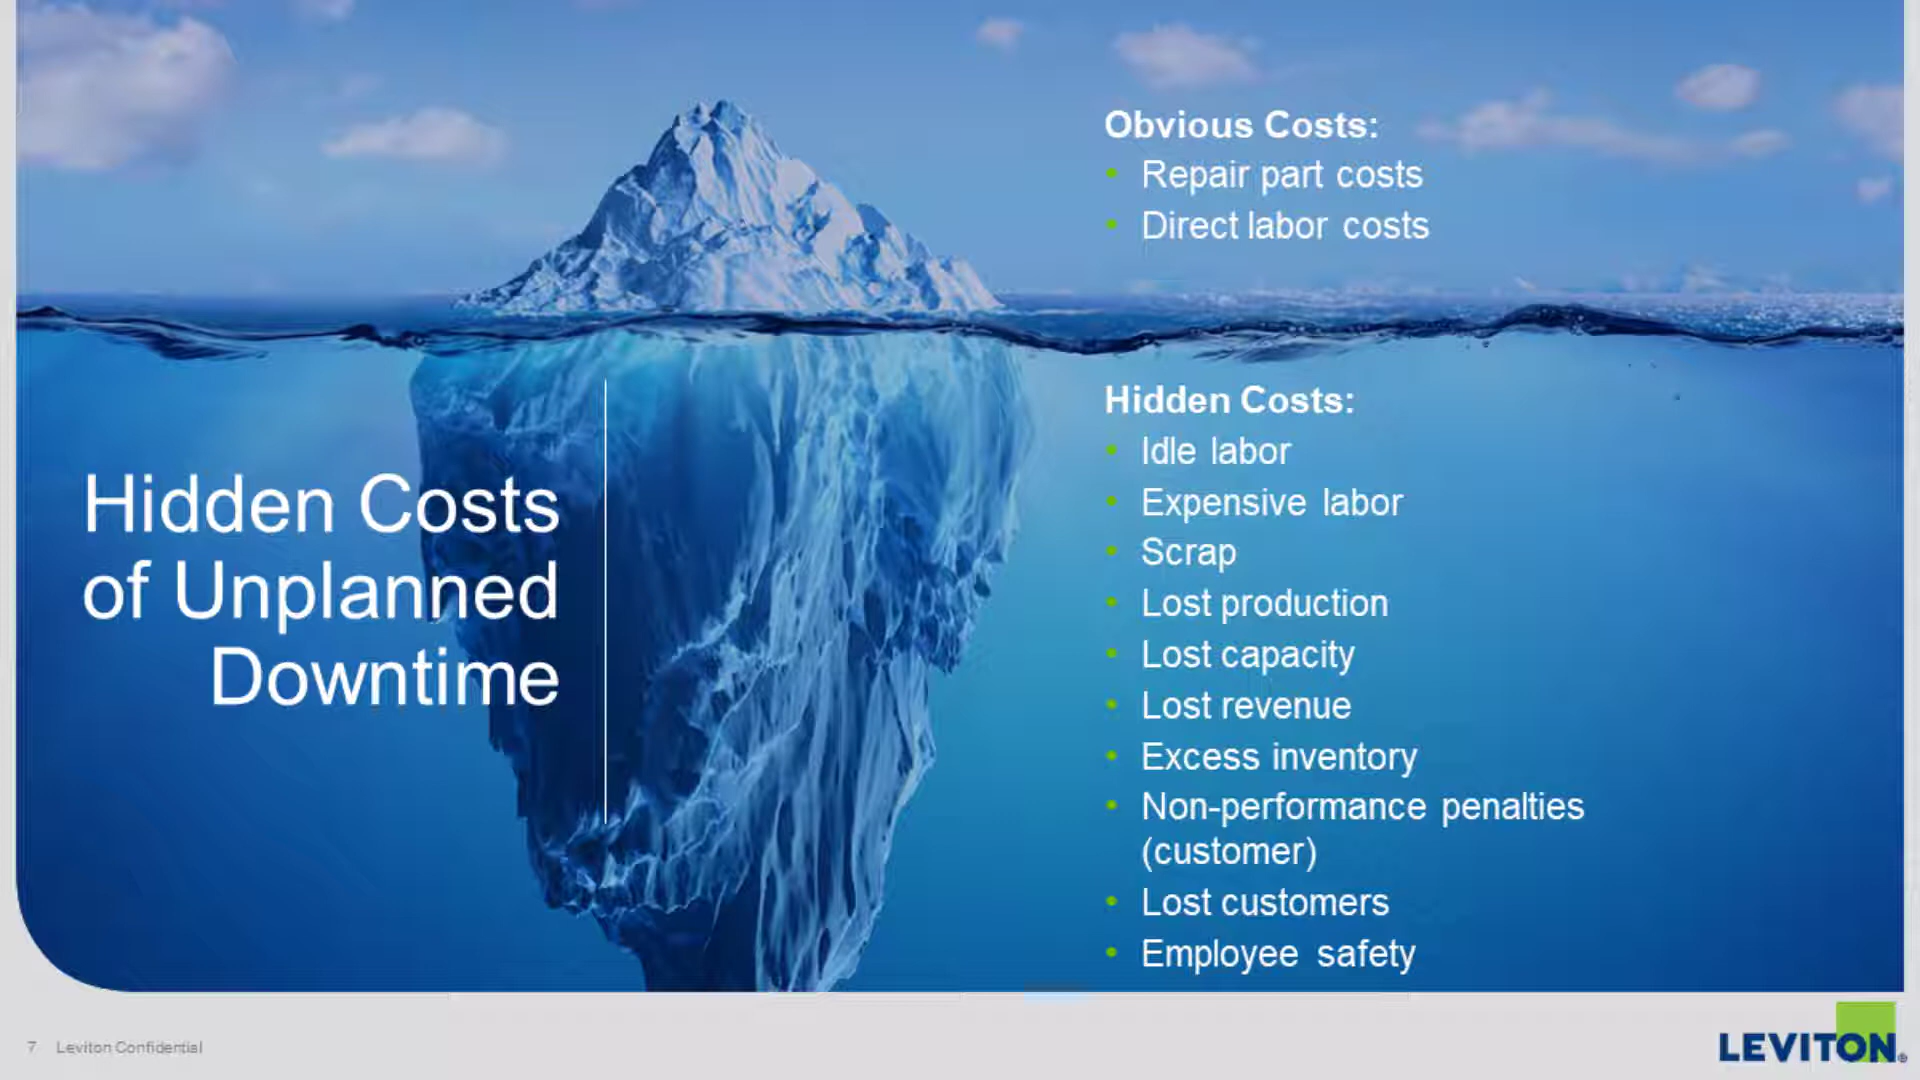 Obvious Costs:
• Repair part costs
• Direct labor costs
Hidden Costs
of Unplanned
Downtime
Hidden Costs:
• Idle labor
• Expensive labor
• Scrap
• Lost production
• Lost capacity
• Lost revenue
• Excess inventory
• Non-performance penalties
(customer)
• Lost customers
• Employee safety
7 Leviton Confidential
LEVITON®